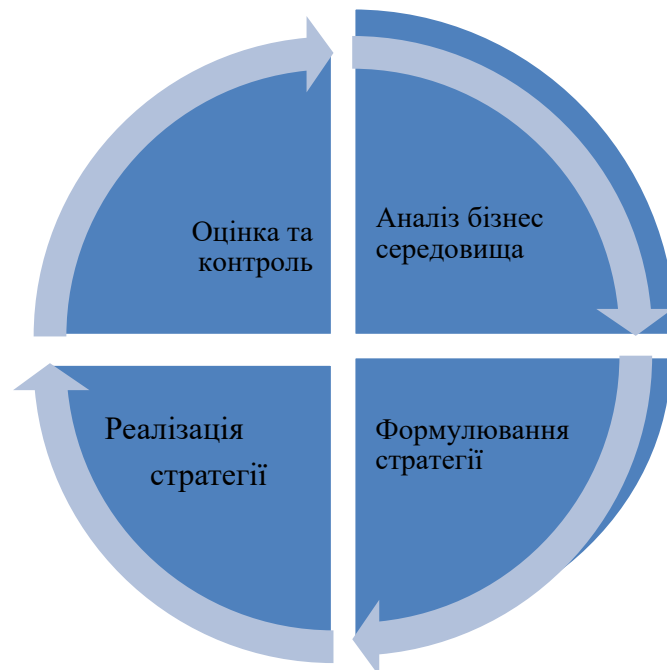 Оцінка та
контроль
Аналіз бізнес
середовища
Реалізація
стратегії
Формулювання
стратегії